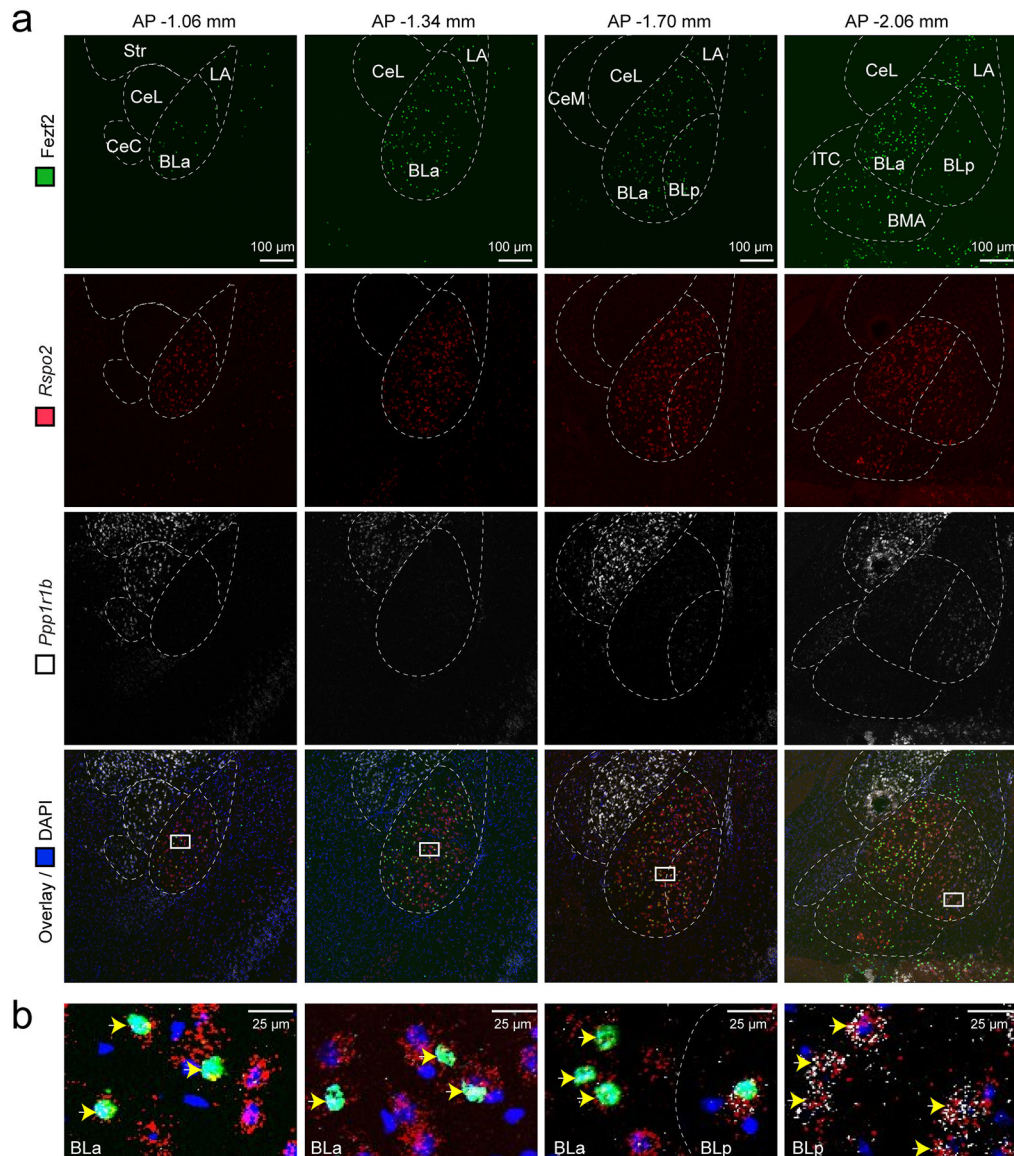 a
AP -1.06 mm
AP -1.34 mm
AP -1.70 mm
AP -2.06 mm
Fezf2
Str
LA
CeL
CeC
BLa
100 µm
LA
CeL
BLa
100 µm
LA
CeL
CeM
BLa
BLp
100 µm
CeL
LA
ITC
BLa
BLp
BMA
100 µm
Rspo2
Ppp1r1b
Overlay / DAPI
b
25 µm
BLa
25 µm
BLa
25 µm
BLa
BLp
25 µm
BLp